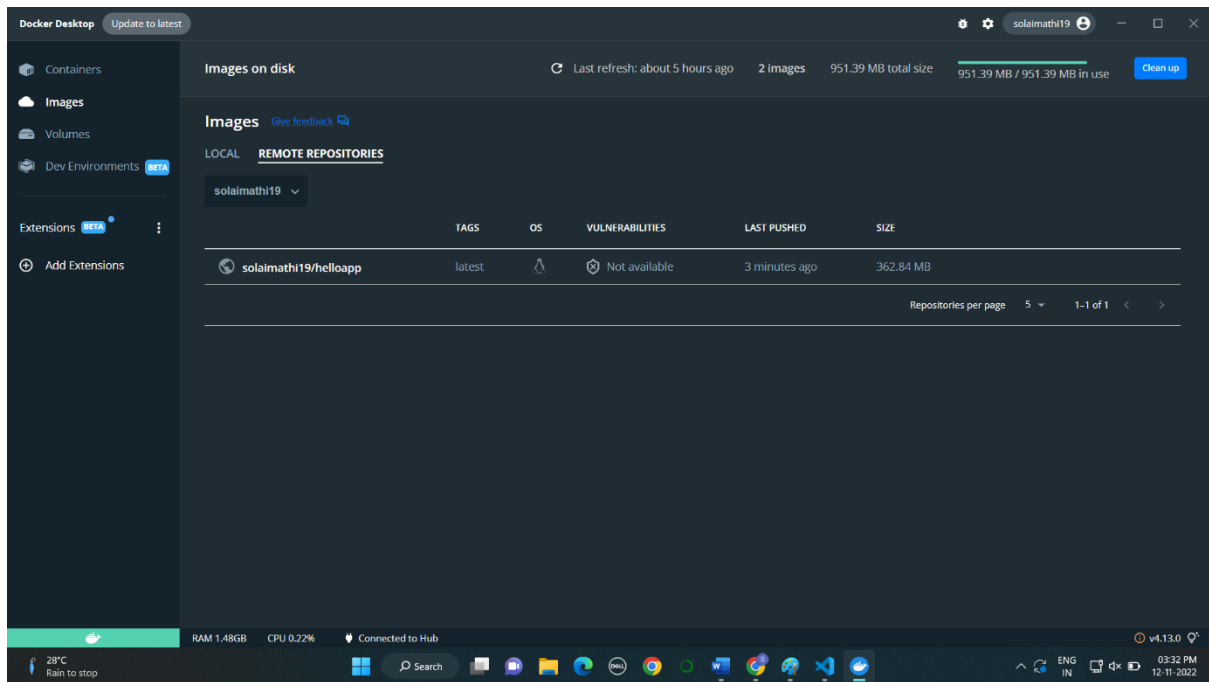 Docker Desktop Update to latest solaimathi19
Containers
Images
Volumes
Dev Environments BETA
Extensions BETA
Add Extensions
Images on disk Last refresh: about 5 hours ago 2 images 951.39 MB total size 951.39 MB / 951.39 MB in use Clean up
Images Give feedback
LOCAL REMOTE REPOSITORIES
solaimathi19
TAGS OS VULNERABILITIES LAST PUSHED SIZE
solaimathi19/helloapp latest Not available 3 minutes ago 362.84 MB
Repositories per page 5 1–1 of 1
RAM 1.48GB CPU 0.22% Connected to Hub v4.13.0
28°C
Rain to stop
Search
DELL
ENG
IN
03:32 PM
12-11-2022